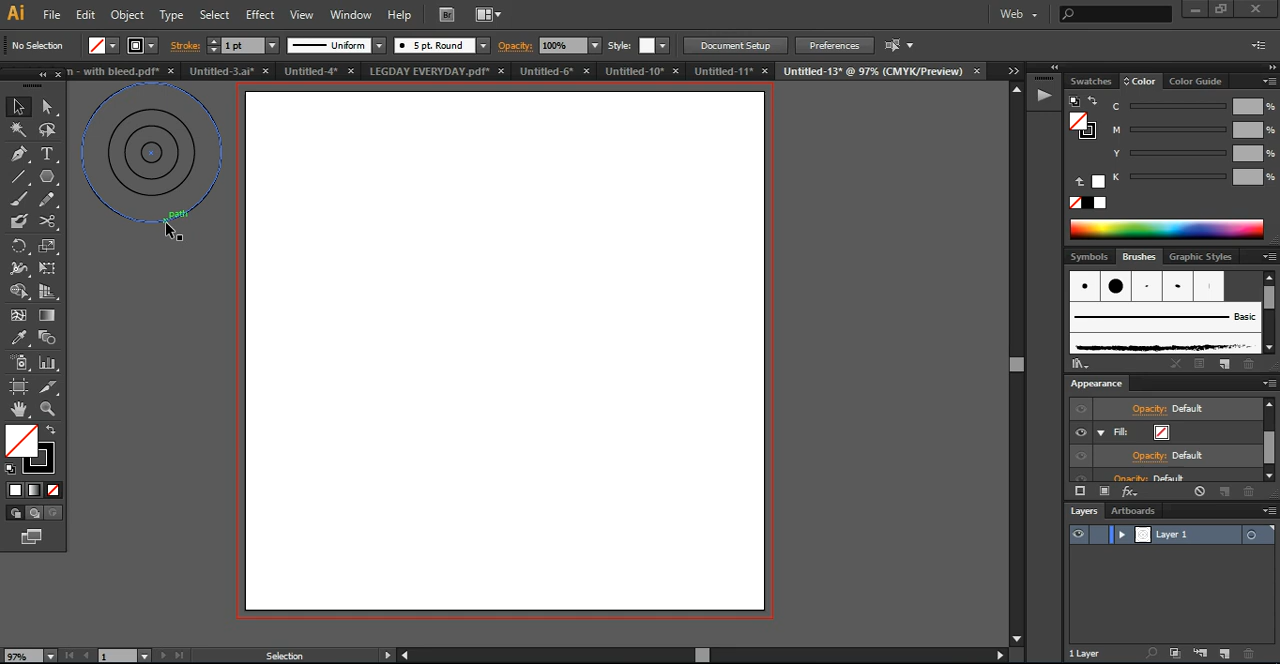 Ai File Edit Object Type Select Effect View Window Help Br Web
No Selection Stroke: 1 pt Uniform 5 pt. Round Opacity: 100% Style: Document Setup Preferences
n - with bleed.pdf* × Untitled-3.ai* × Untitled-4* × LEGDAY EVERYDAY.pdf* × Untitled-6* × Untitled-10* × Untitled-11* × Untitled-13* @ 97% (CMYK/Preview) ×
Swatches Color Color Guide
C %
M %
Y %
K %
path
Symbols Brushes Graphic Styles
Basic
Appearance
Opacity: Default
Fill:
Opacity: Default
Opacity: Default
fx
Layers Artboards
Layer 1
1 Layer
97% 1 Selection